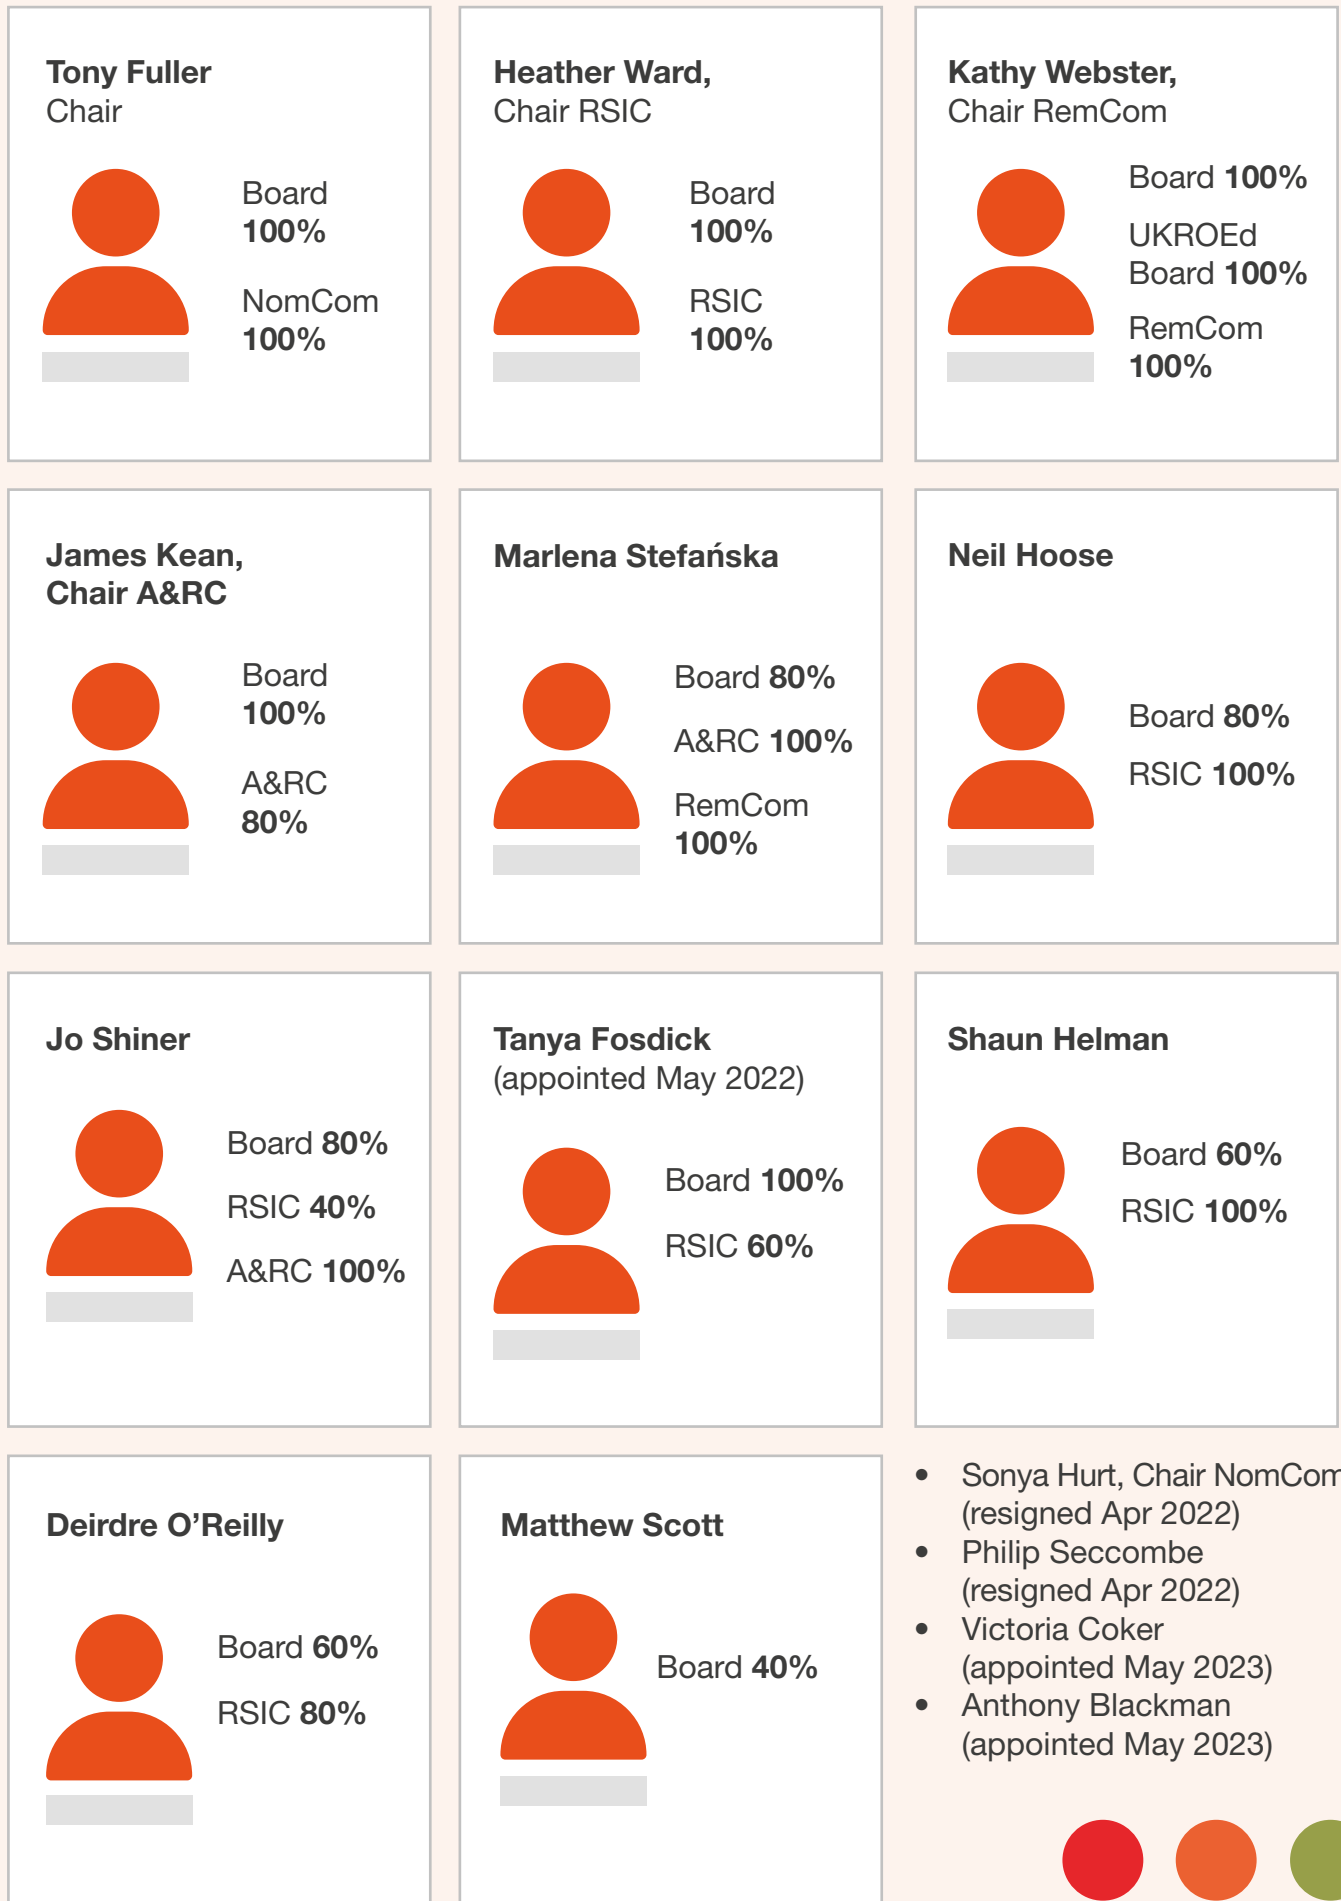 Tony Fuller
Chair
Board
100%
NomCom
100%
Heather Ward,
Chair RSIC
Board
100%
RSIC
100%
Kathy Webster,
Chair RemCom
Board 100%
UKROEd
Board 100%
RemCom
100%
James Kean,
Chair A&RC
Board
100%
A&RC
80%
Marlena Stefańska
Board 80%
A&RC 100%
RemCom
100%
Neil Hoose
Board 80%
RSIC 100%
Jo Shiner
Board 80%
RSIC 40%
A&RC 100%
Tanya Fosdick
(appointed May 2022)
Board 100%
RSIC 60%
Shaun Helman
Board 60%
RSIC 100%
Deirdre O’Reilly
Board 60%
RSIC 80%
Matthew Scott
Board 40%
• Sonya Hurt, Chair NomCom
(resigned Apr 2022)
• Philip Seccombe
(resigned Apr 2022)
• Victoria Coker
(appointed May 2023)
• Anthony Blackman
(appointed May 2023)